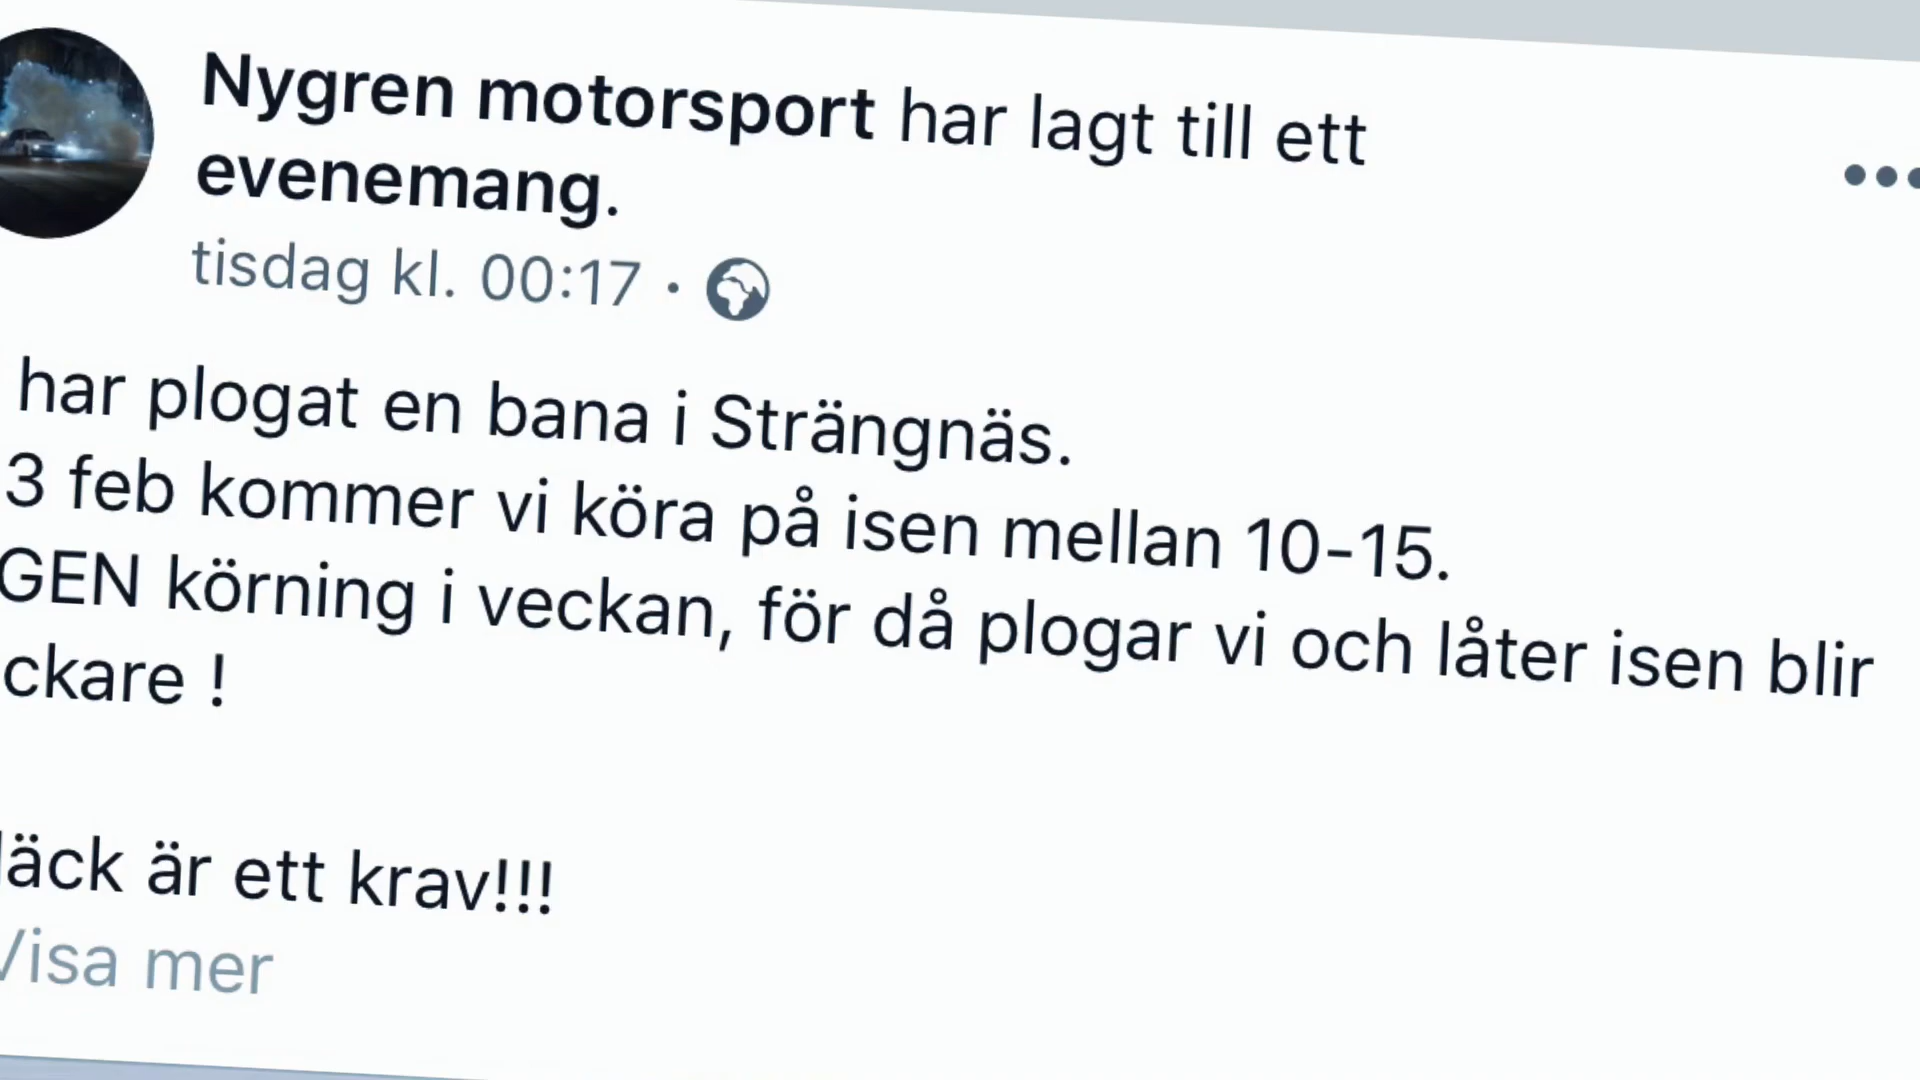 Nygren motorsport har lagt till ett
evenemang.
tisdag kl. 00:17 ·
har plogat en bana i Strängnäs.
3 feb kommer vi köra på isen mellan 10-15.
GEN körning i veckan, för då plogar vi och låter isen blir
ckare !
läck är ett krav!!!
Visa mer